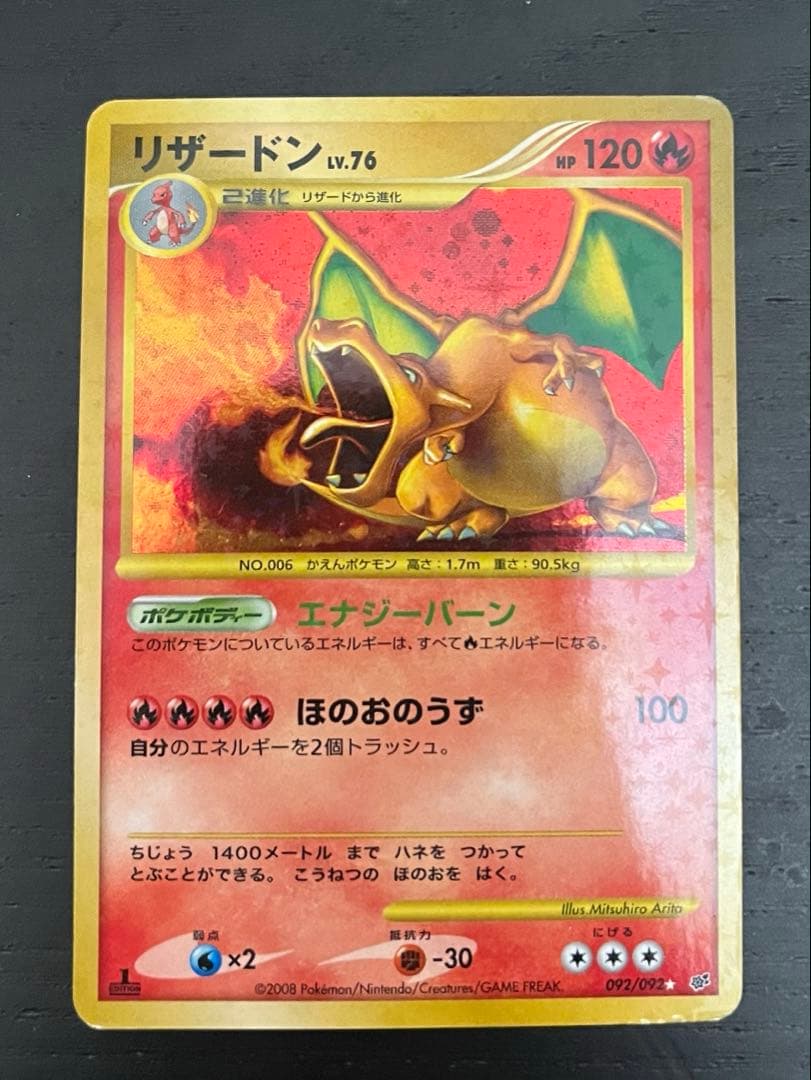 リザードン LV.76 HP 120
2進化 リザードから進化
NO.006 かえんポケモン 高さ：1.7m 重さ：90.5kg
ポケボディー エナジーバーン
このポケモンについているエネルギーは、すべてエネルギーになる。
ほのおのうず 100
自分のエネルギーを2個トラッシュ。
ちじょう 1400メートル まで ハネを つかって
とぶことができる。 こうねつの ほのおを はく。
Illus.Mitsuhiro Arita
弱点 抵抗力 にげる
×2 -30
1 EDITION ©2008 Pokémon/Nintendo/Creatures/GAME FREAK. 092/092★